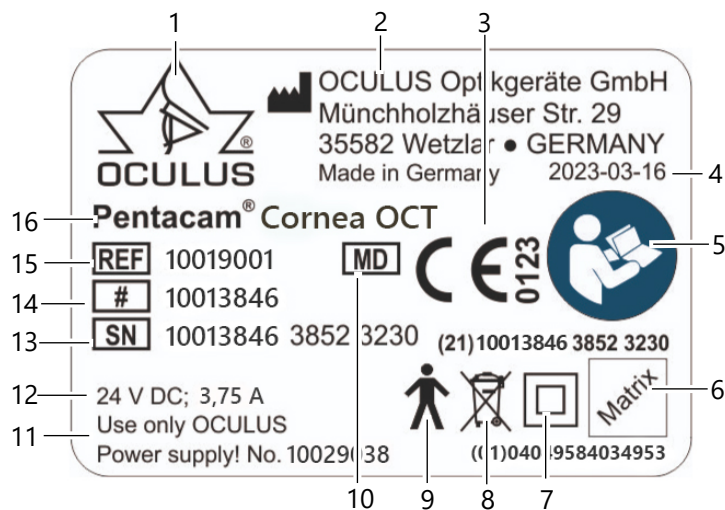 1
2
3
OCULUS Optikgeräte GmbH
Münchholzhäuser Str. 29
35582 Wetzlar • GERMANY
Made in Germany 2023-03-16
4
OCULUS ®
16
Pentacam® Cornea OCT
5
15
REF 10019001
MD
CE 0123
14
# 10013846
13
SN 10013846 3852 3230
(21)10013846 3852 3230
12
24 V DC; 3,75 A
Matrix
6
11
Use only OCULUS
Power supply! No. 10029038
(01)04049584034953
10
9
8
7